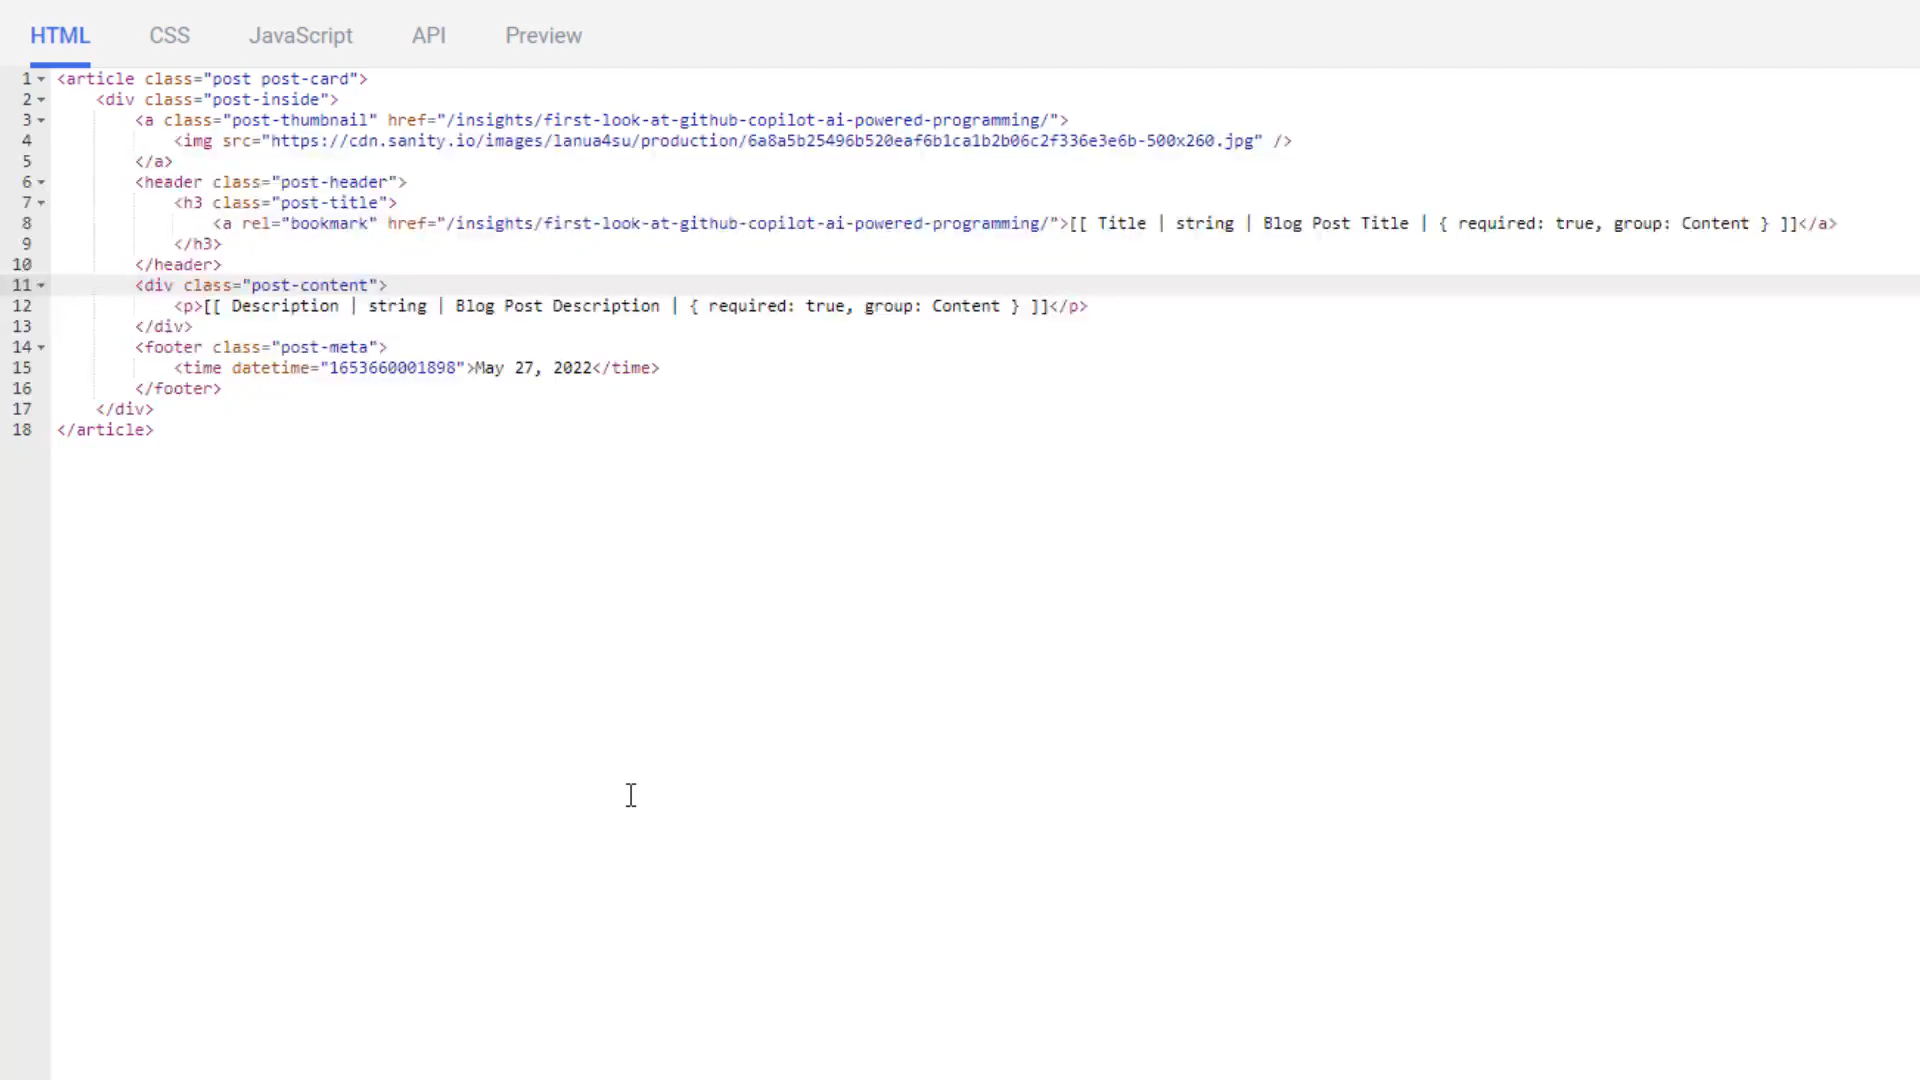 HTML CSS JavaScript API Preview
1 <article class="post post-card">
2 <div class="post-inside">
3 <a class="post-thumbnail" href="/insights/first-look-at-github-copilot-ai-powered-programming/">
4 <img src="https://cdn.sanity.io/images/lanua4su/production/6a8a5b25496b520eaf6b1ca1b2b06c2f336e3e6b-500x260.jpg" />
5 </a>
6 <header class="post-header">
7 <h3 class="post-title">
8 <a rel="bookmark" href="/insights/first-look-at-github-copilot-ai-powered-programming/">[[ Title | string | Blog Post Title | { required: true, group: Content } ]]</a>
9 </h3>
10 </header>
11 <div class="post-content">
12 <p>[[ Description | string | Blog Post Description | { required: true, group: Content } ]]</p>
13 </div>
14 <footer class="post-meta">
15 <time datetime="1653660001898">May 27, 2022</time>
16 </footer>
17 </div>
18 </article>